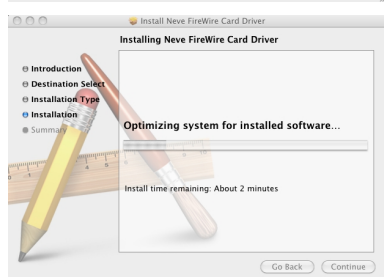 Install Neve FireWire Card Driver
Installing Neve FireWire Card Driver
Introduction
Destination Select
Installation Type
Installation
Summary
Optimizing system for installed software...
Install time remaining: About 2 minutes
Go Back
Continue